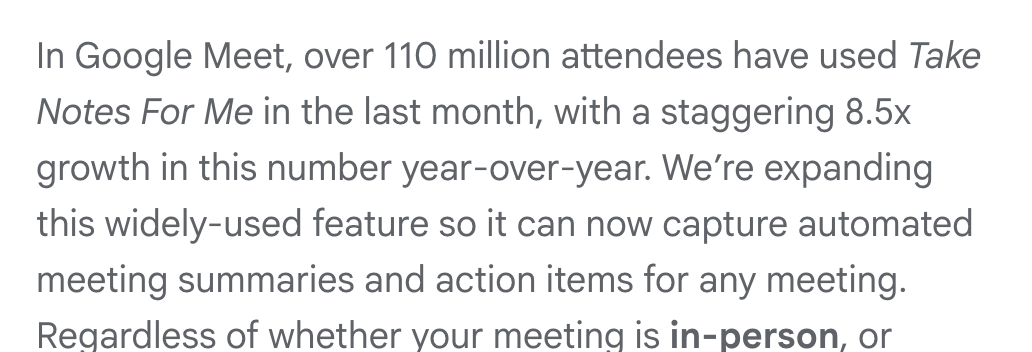 In Google Meet, over 110 million attendees have used Take
Notes For Me in the last month, with a staggering 8.5x
growth in this number year-over-year. We’re expanding
this widely-used feature so it can now capture automated
meeting summaries and action items for any meeting.
Regardless of whether your meeting is in-person, or